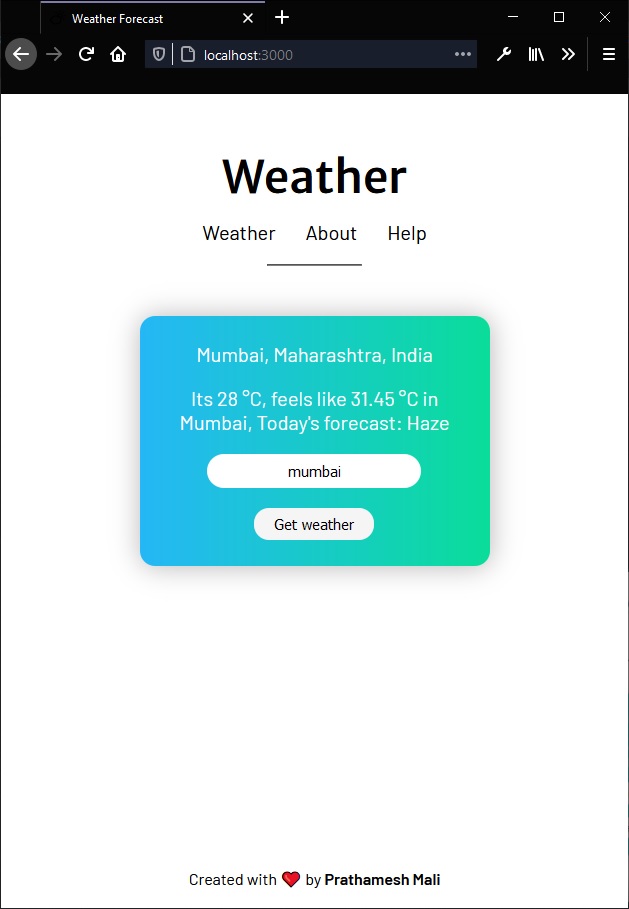 Weather Forecast
localhost:3000
Weather
Weather About Help
Mumbai, Maharashtra, India
Its 28 °C, feels like 31.45 °C in
Mumbai, Today's forecast: Haze
mumbai
Get weather
Created with ❤️ by Prathamesh Mali